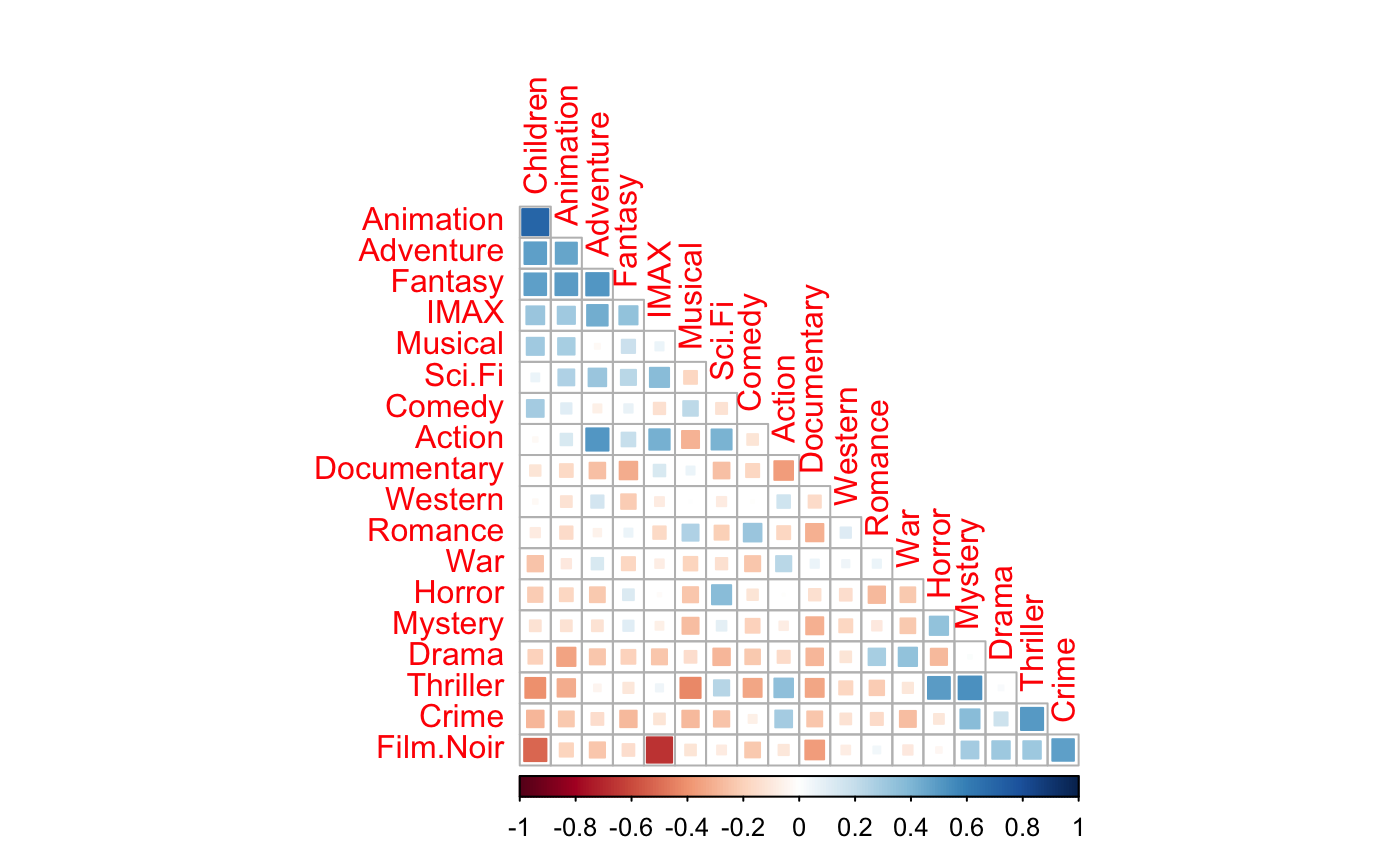 Children
Animation
Adventure
Fantasy
IMAX
Musical
Sci.Fi
Comedy
Action
Documentary
Western
Romance
War
Horror
Mystery
Drama
Thriller
Crime
Animation
Adventure
Fantasy
IMAX
Musical
Sci.Fi
Comedy
Action
Documentary
Western
Romance
War
Horror
Mystery
Drama
Thriller
Crime
Film.Noir
-1 -0.8 -0.6 -0.4 -0.2 0 0.2 0.4 0.6 0.8 1